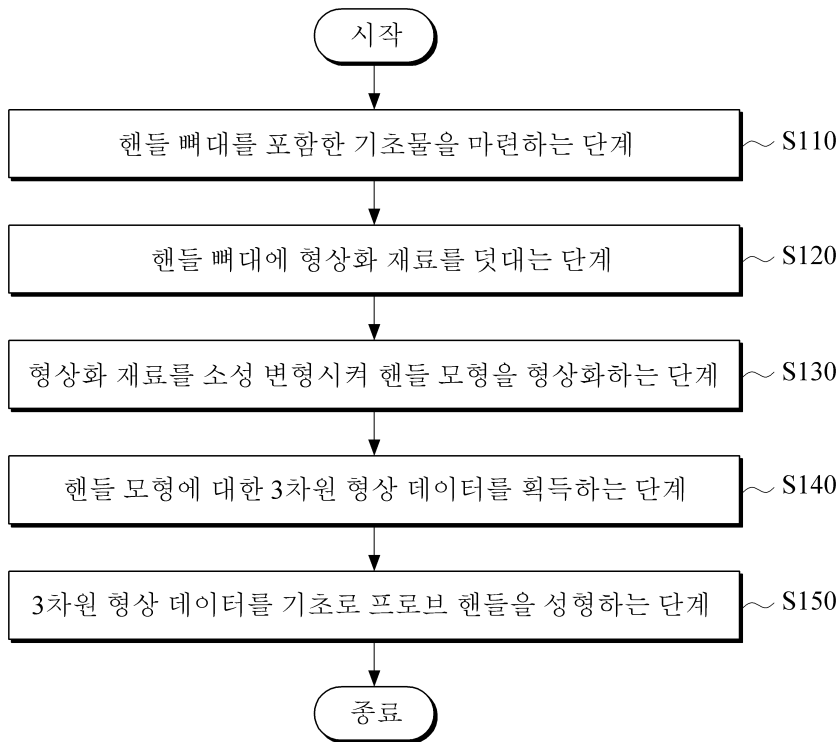 시작
핸들 뼈대를 포함한 기초물을 마련하는 단계 S110
핸들 뼈대에 형상화 재료를 덧대는 단계 S120
형상화 재료를 소성 변형시켜 핸들 모형을 형상화하는 단계 S130
핸들 모형에 대한 3차원 형상 데이터를 획득하는 단계 S140
3차원 형상 데이터를 기초로 프로브 핸들을 성형하는 단계 S150
종료